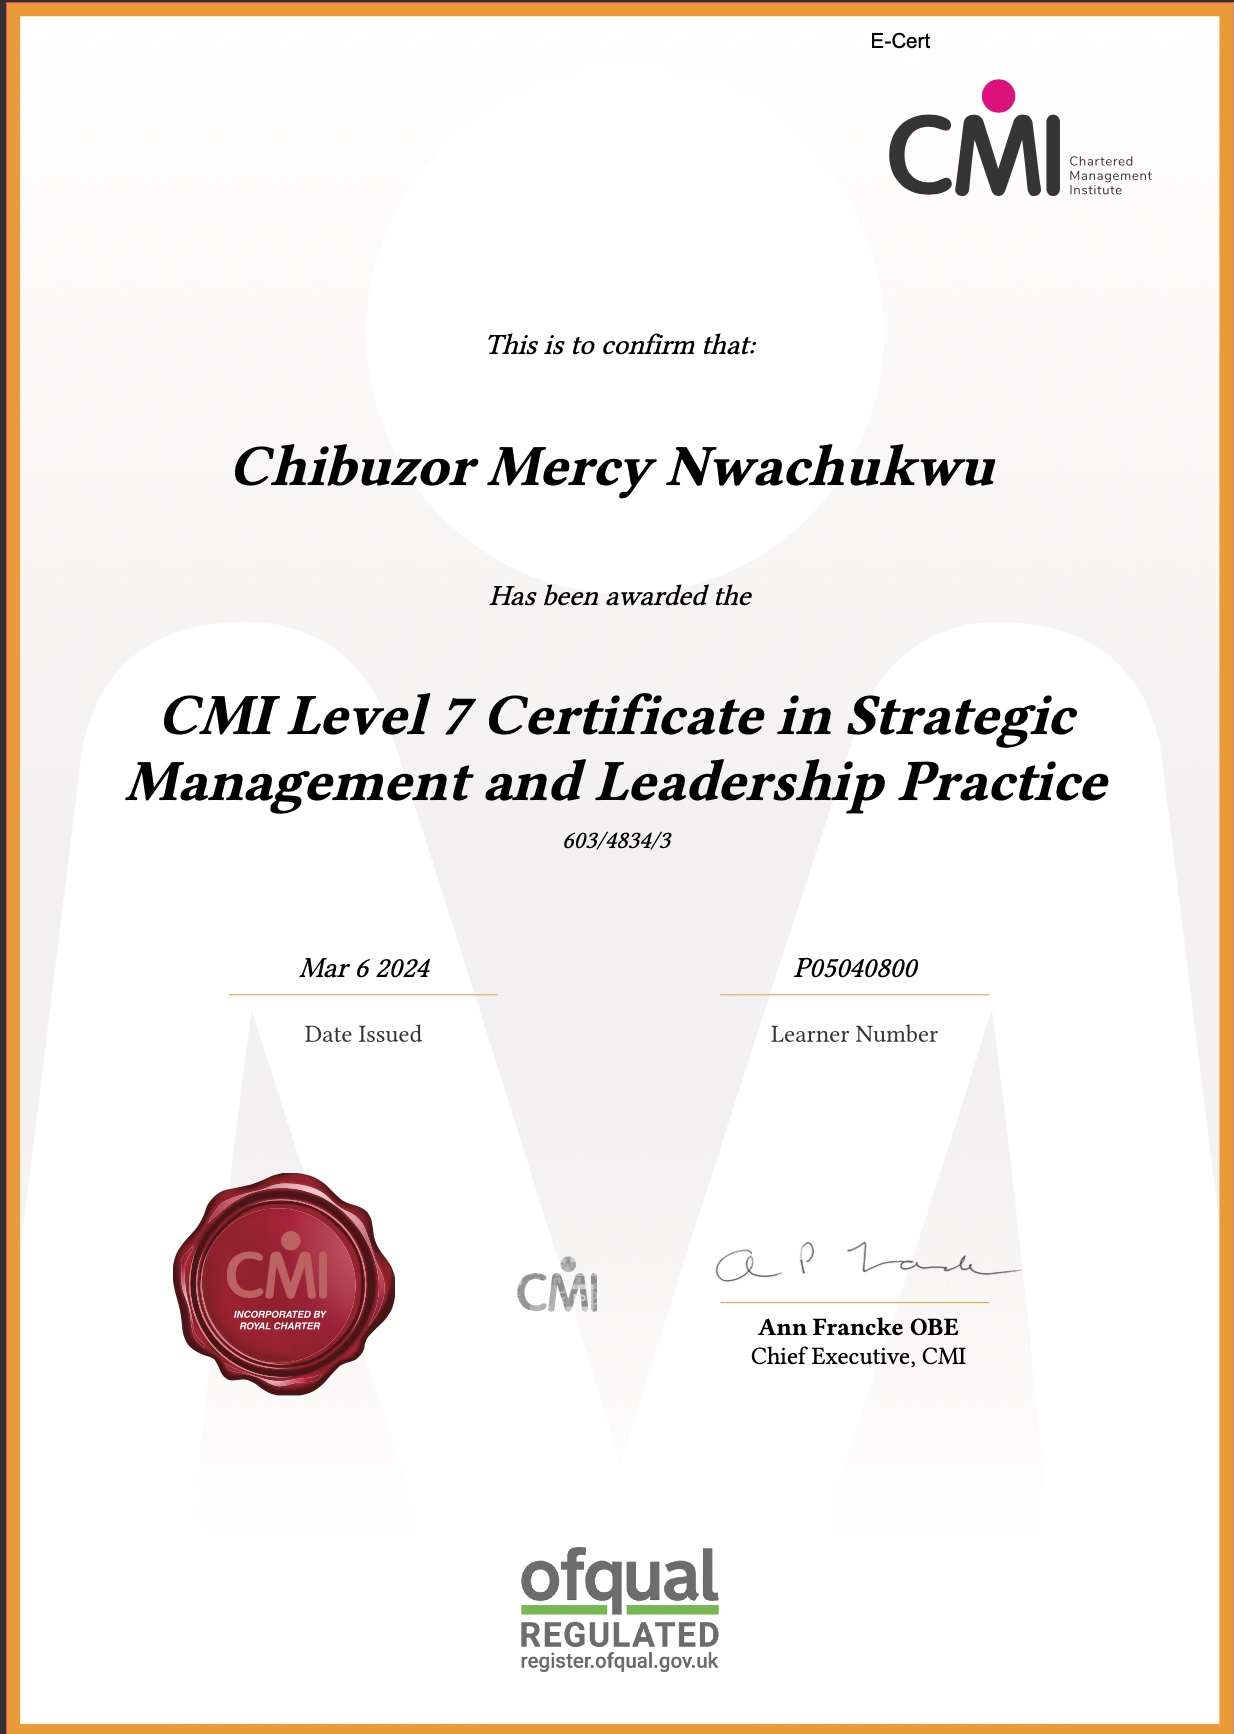 E-Cert
CMI
Chartered
Management
Institute
This is to confirm that:
Chibuzor Mercy Nwachukwu
Has been awarded the
CMI Level 7 Certificate in Strategic
Management and Leadership Practice
603/4834/3
Mar 6 2024
P05040800
Date Issued
Learner Number
CMI
INCORPORATED BY
ROYAL CHARTER
CMI
Ann Francke OBE
Chief Executive, CMI
ofqual
REGULATED
register.ofqual.gov.uk